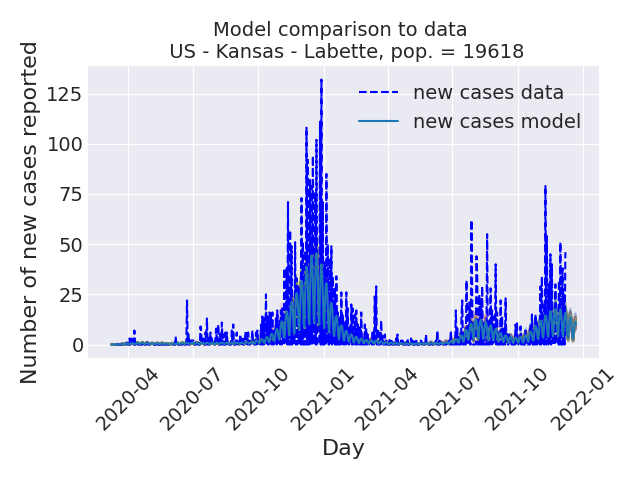 Model comparison to data
US - Kansas - Labette, pop. = 19618
Number of new cases reported
125
100
75
50
25
0
new cases data
new cases model
2020-04
2020-07
2020-10
2021-01
2021-04
2021-07
2021-10
2022-01
Day